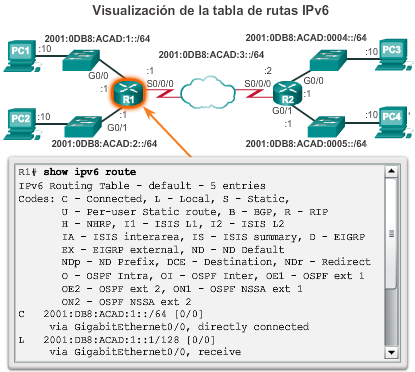 Visualización de la tabla de rutas IPv6
2001:0DB8:ACAD:1::/64
2001:0DB8:ACAD:0004::/64
PC1
:10
2001:0DB8:ACAD:3::/64
:10
PC3
G0/0
:1
:1
S0/0/0
:2
S0/0/0
G0/0
:1
R1
R2
PC2
:10
:1
G0/1
:1
G0/1
:10
PC4
2001:0DB8:ACAD:2::/64
2001:0DB8:ACAD:0005::/64
R1# show ipv6 route
IPv6 Routing Table - default - 5 entries
Codes: C - Connected, L - Local, S - Static,
U - Per-user Static route, B - BGP, R - RIP
H - NHRP, I1 - ISIS L1, I2 - ISIS L2
IA - ISIS interarea, IS - ISIS summary, D - EIGRP
EX - EIGRP external, ND - ND Default
NDp - ND Prefix, DCE - Destination, NDr - Redirect
O - OSPF Intra, OI - OSPF Inter, OE1 - OSPF ext 1
OE2 - OSPF ext 2, ON1 - OSPF NSSA ext 1
ON2 - OSPF NSSA ext 2
C 2001:DB8:ACAD:1::/64 [0/0]
via GigabitEthernet0/0, directly connected
L 2001:DB8:ACAD:1::1/128 [0/0]
via GigabitEthernet0/0, receive